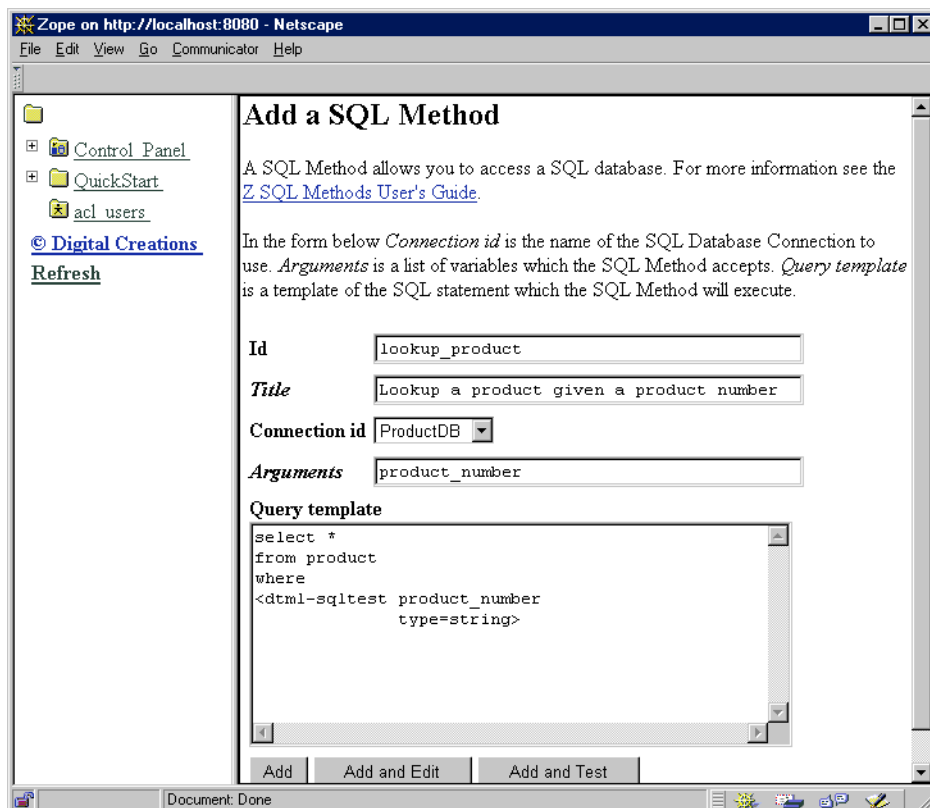 Zope on http://localhost:8080 - Netscape
File Edit View Go Communicator Help
Control_Panel
QuickStart
acl_users
© Digital Creations
Refresh
Add a SQL Method
A SQL Method allows you to access a SQL database. For more information see the
Z SQL Methods User's Guide.
In the form below Connection id is the name of the SQL Database Connection to
use. Arguments is a list of variables which the SQL Method accepts. Query template
is a template of the SQL statement which the SQL Method will execute.
Id lookup_product
Title Lookup a product given a product number
Connection id ProductDB
Arguments product_number
Query template
select *
from product
where
<dtml-sqltest product_number
type=string>
Add Add and Edit Add and Test
Document: Done